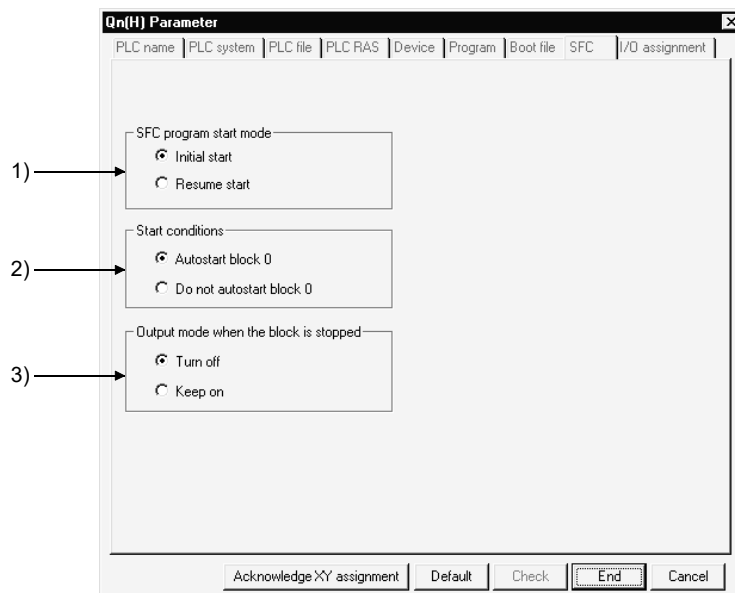 Qn(H) Parameter
PLC name PLC system PLC file PLC RAS Device Program Boot file SFC I/O assignment
SFC program start mode
1)
Initial start
Resume start
Start conditions
2)
Autostart block 0
Do not autostart block 0
Output mode when the block is stopped
3)
Turn off
Keep on
Acknowledge XY assignment Default Check End Cancel